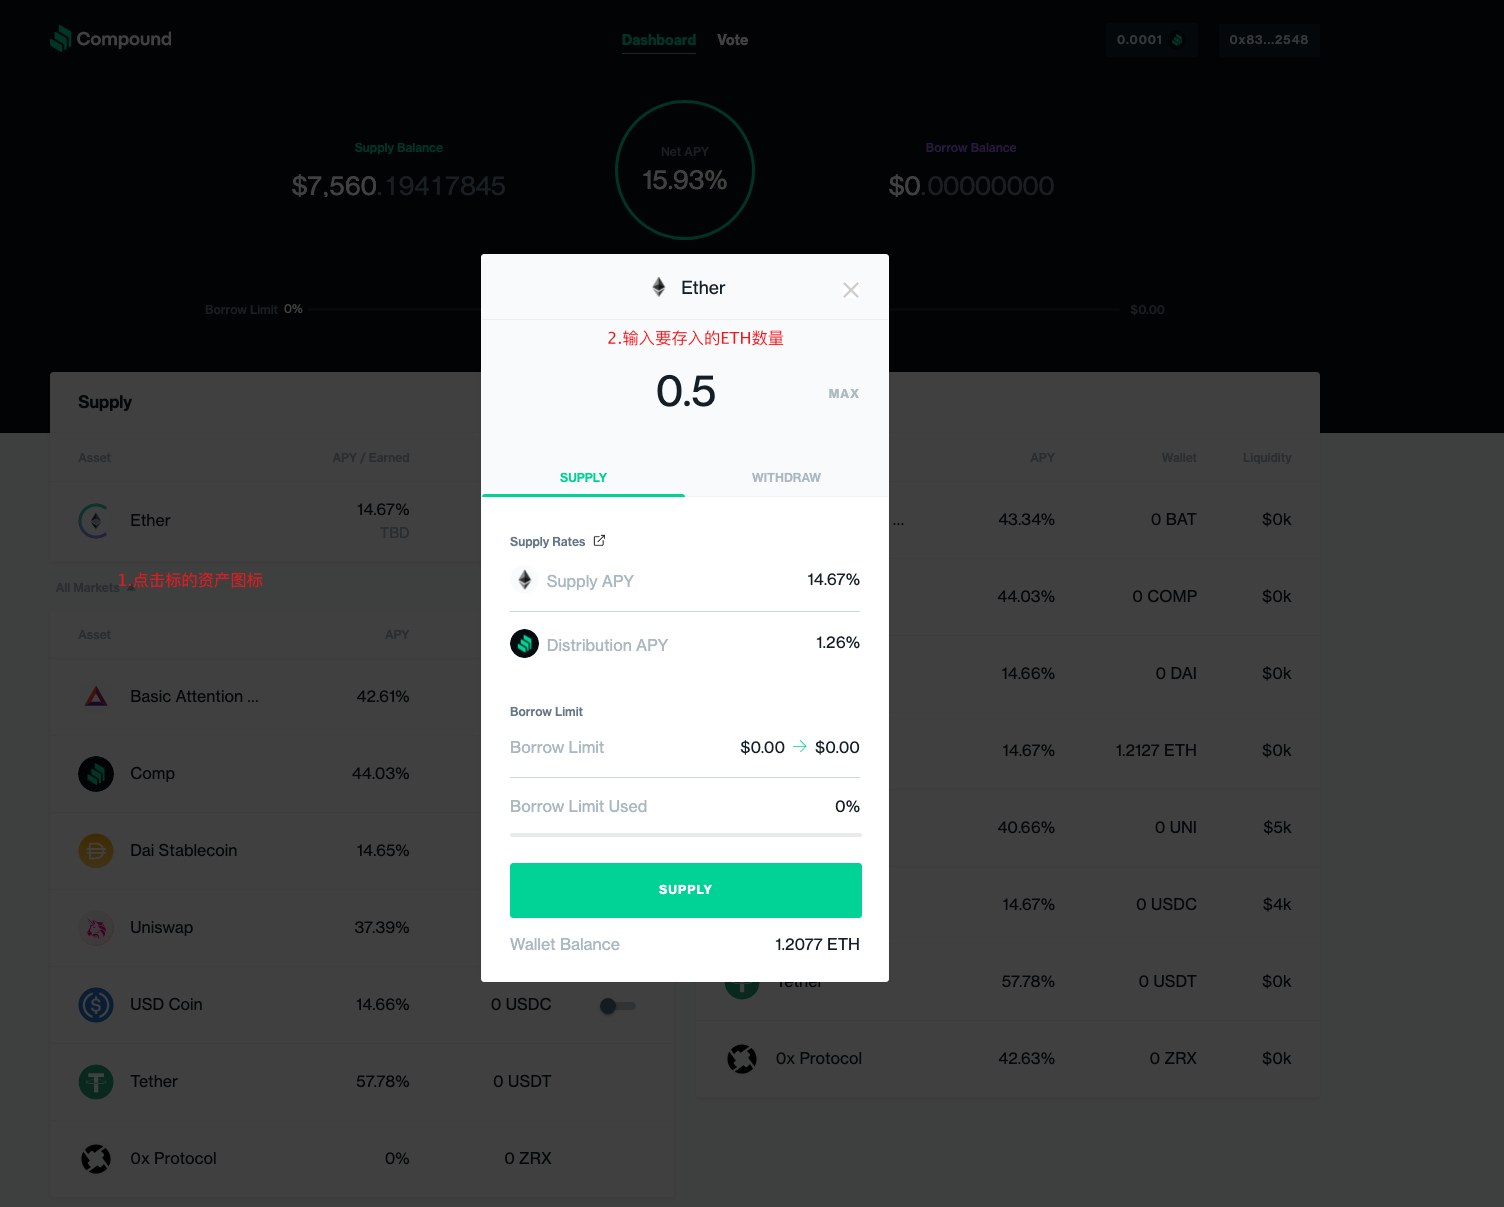 Compound
Dashboard Vote
0.0001 0x83...2548
Supply Balance
$7,560.19417845
Net APY
15.93%
Borrow Balance
$0.00000000
Borrow Limit 0%
$0.00
Ether
2.输入要存入的ETH数量
0.5 MAX
SUPPLY WITHDRAW
Supply Rates
Supply APY 14.67%
Distribution APY 1.26%
Borrow Limit
Borrow Limit $0.00 → $0.00
Borrow Limit Used 0%
SUPPLY
Wallet Balance 1.2077 ETH
Supply
Asset APY / Earned
Ether 14.67%
TBD
1.点击标的资产图标
All Markets
Asset APY
Basic Attention ... 42.61%
Comp 44.03%
Dai Stablecoin 14.65%
Uniswap 37.39%
USD Coin 14.66% 0 USDC
Tether 57.78% 0 USDT
0x Protocol 0% 0 ZRX
APY Wallet Liquidity
... 43.34% 0 BAT $0k
44.03% 0 COMP $0k
14.66% 0 DAI $0k
14.67% 1.2127 ETH $0k
40.66% 0 UNI $5k
14.67% 0 USDC $4k
Tether 57.78% 0 USDT $0k
0x Protocol 42.63% 0 ZRX $0k